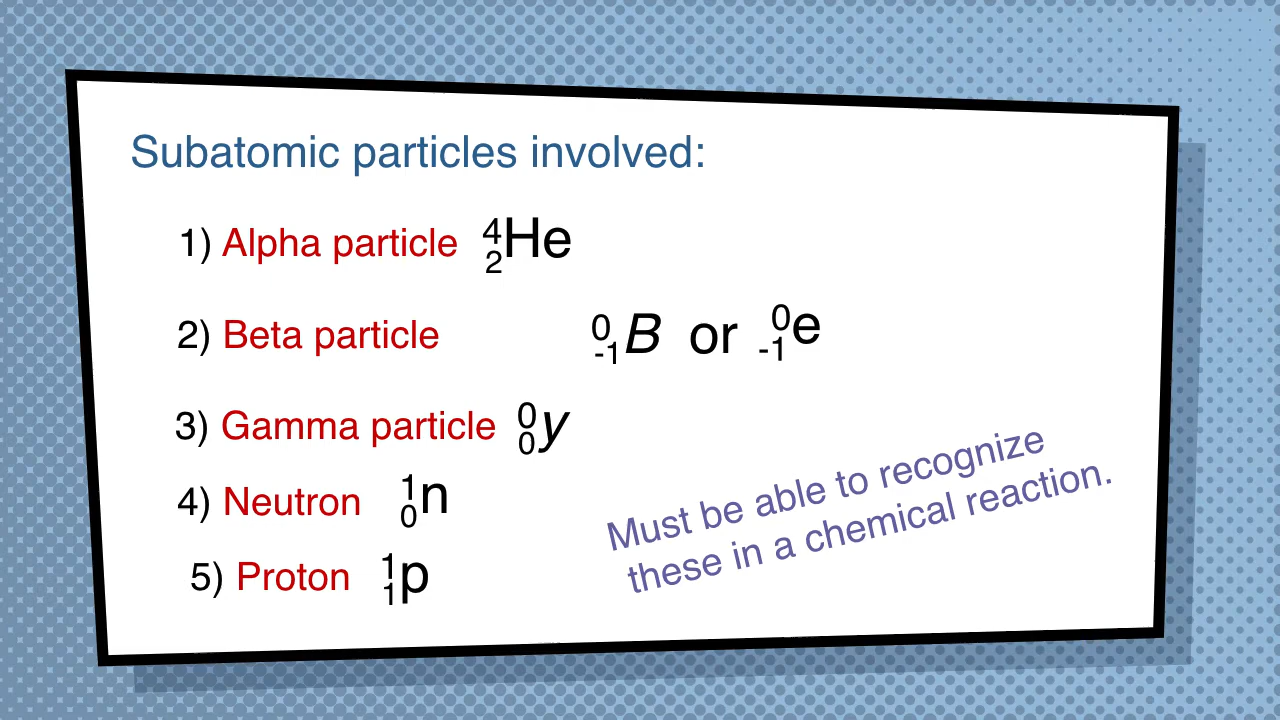 Subatomic particles involved:
1) Alpha particle ⁴₂He
2) Beta particle ⁰₋₁B or ⁰₋₁e
3) Gamma particle ⁰₀y
4) Neutron ¹₀n
5) Proton ¹₁p
Must be able to recognize
these in a chemical reaction.